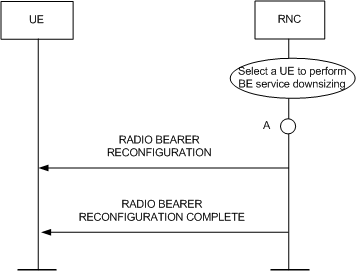 UE
RNC
Select a UE to perform
BE service downsizing
A
RADIO BEARER
RECONFIGURATION
RADIO BEARER
RECONFIGURATION COMPLETE